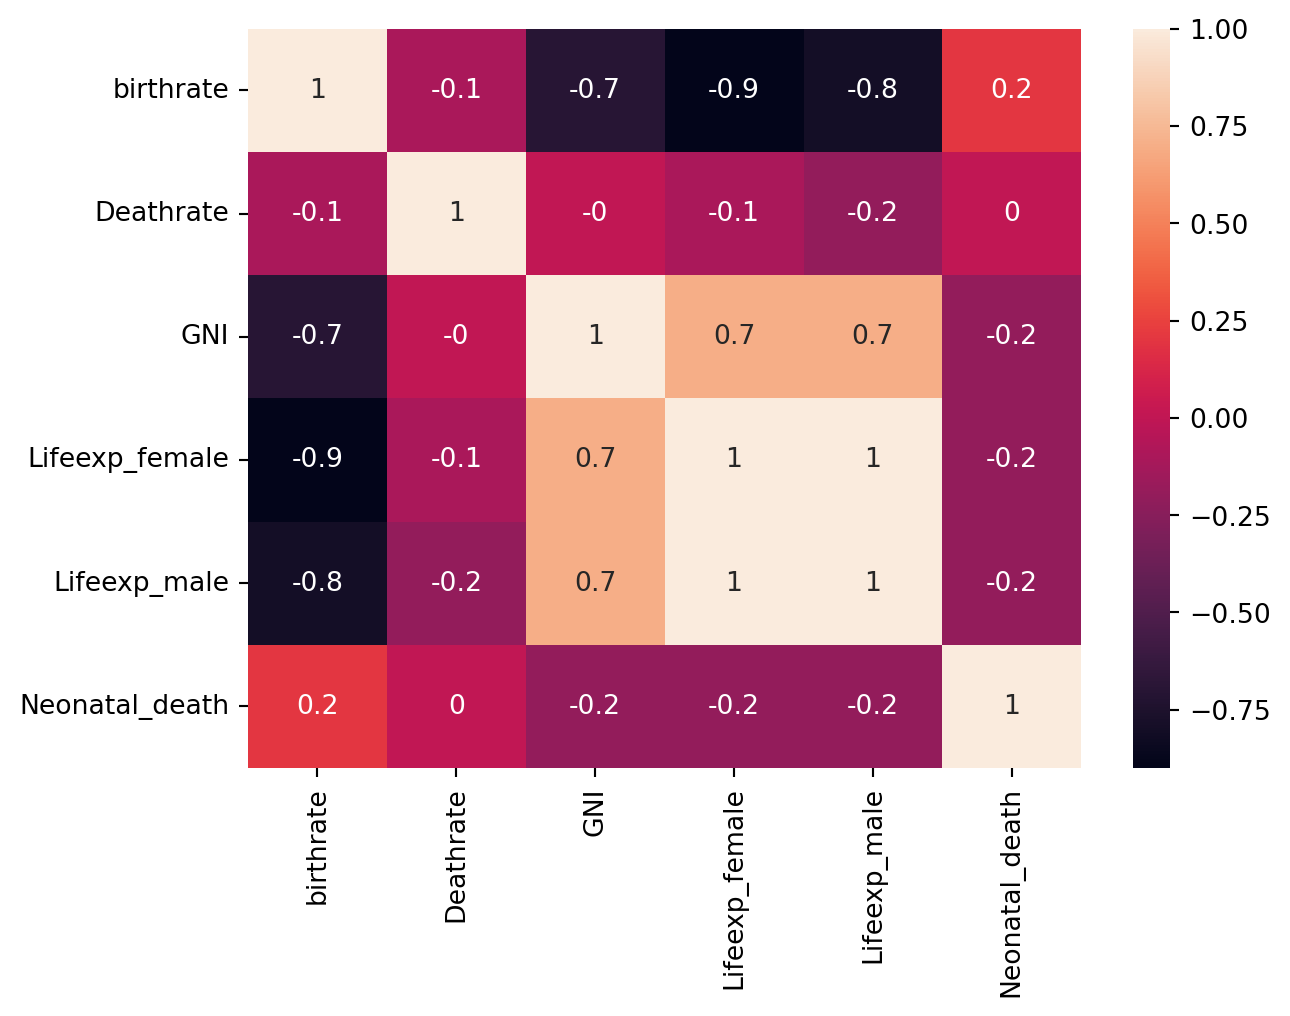 birthrate 1 -0.1 -0.7 -0.9 -0.8 0.2
Deathrate -0.1 1 -0 -0.1 -0.2 0
GNI -0.7 -0 1 0.7 0.7 -0.2
Lifeexp_female -0.9 -0.1 0.7 1 1 -0.2
Lifeexp_male -0.8 -0.2 0.7 1 1 -0.2
Neonatal_death 0.2 0 -0.2 -0.2 -0.2 1
birthrate
Deathrate
GNI
Lifeexp_female
Lifeexp_male
Neonatal_death
1.00
0.75
0.50
0.25
0.00
−0.25
−0.50
−0.75